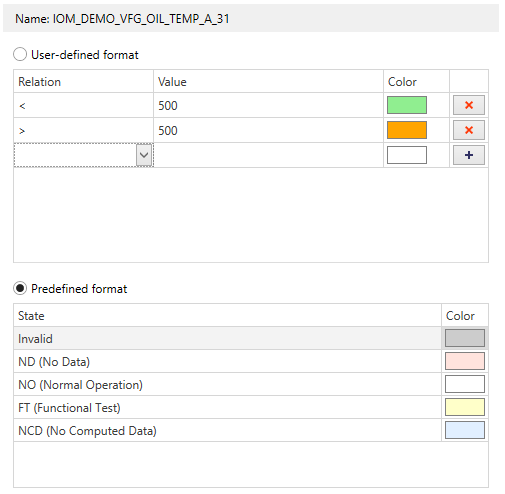 Name: IOM_DEMO_VFG_OIL_TEMP_A_31
User-defined format
Relation Value Color
< 500
> 500
Predefined format
State Color
Invalid
ND (No Data)
NO (Normal Operation)
FT (Functional Test)
NCD (No Computed Data)